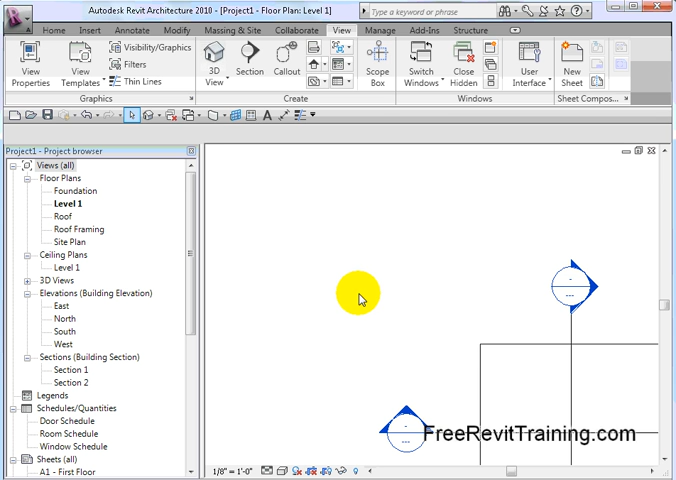 Autodesk Revit Architecture 2010 - [Project1 - Floor Plan: Level 1]
Type a keyword or phrase
Home Insert Annotate Modify Massing & Site Collaborate View Manage Add-Ins Structure
View Properties
View Templates
Visibility/Graphics
Filters
Thin Lines
3D View
Section
Callout
Scope Box
Switch Windows
Close Hidden
User Interface
New Sheet
Graphics Create Windows Sheet Compos...
Project1 - Project browser
Views (all)
Floor Plans
Foundation
Level 1
Roof
Roof Framing
Site Plan
Ceiling Plans
Level 1
3D Views
Elevations (Building Elevation)
East
North
South
West
Sections (Building Section)
Section 1
Section 2
Legends
Schedules/Quantities
Door Schedule
Room Schedule
Window Schedule
Sheets (all)
A1 - First Floor
FreeRevitTraining.com
1/8" = 1'-0"